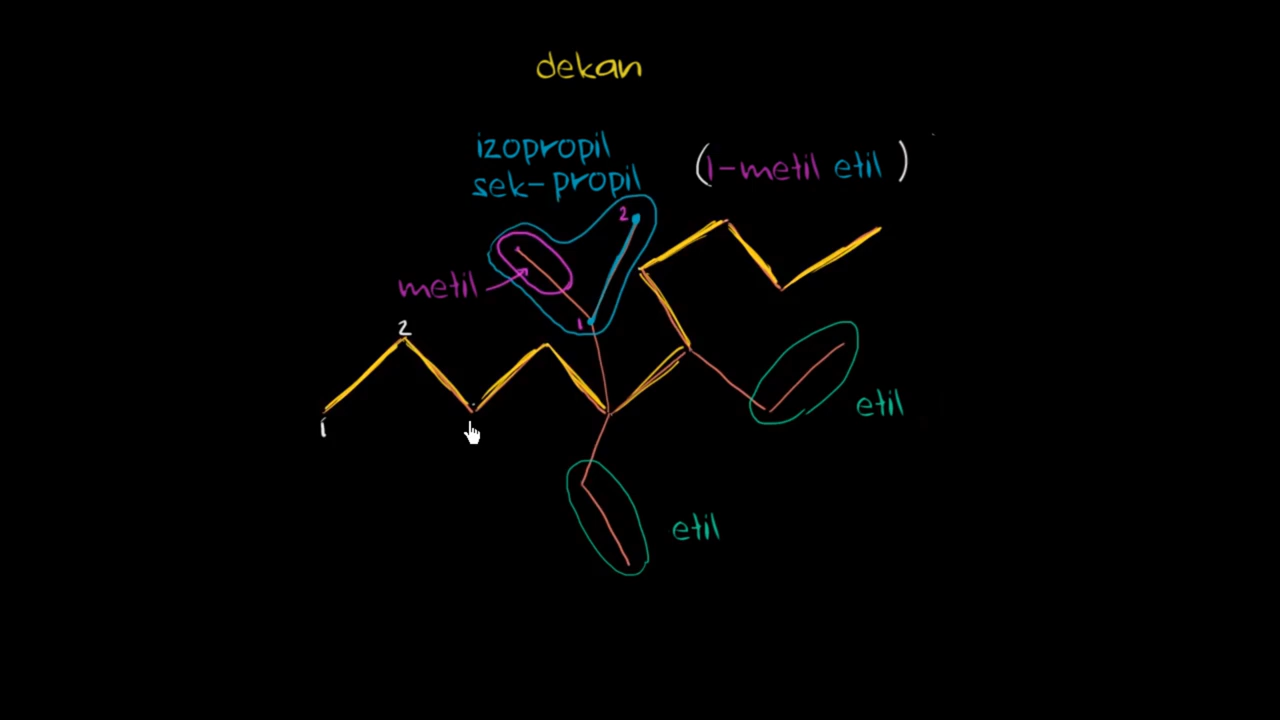 dekan
izopropil
sek-propil
(1-metil etil)
2
metil
1
2
1
etil
etil